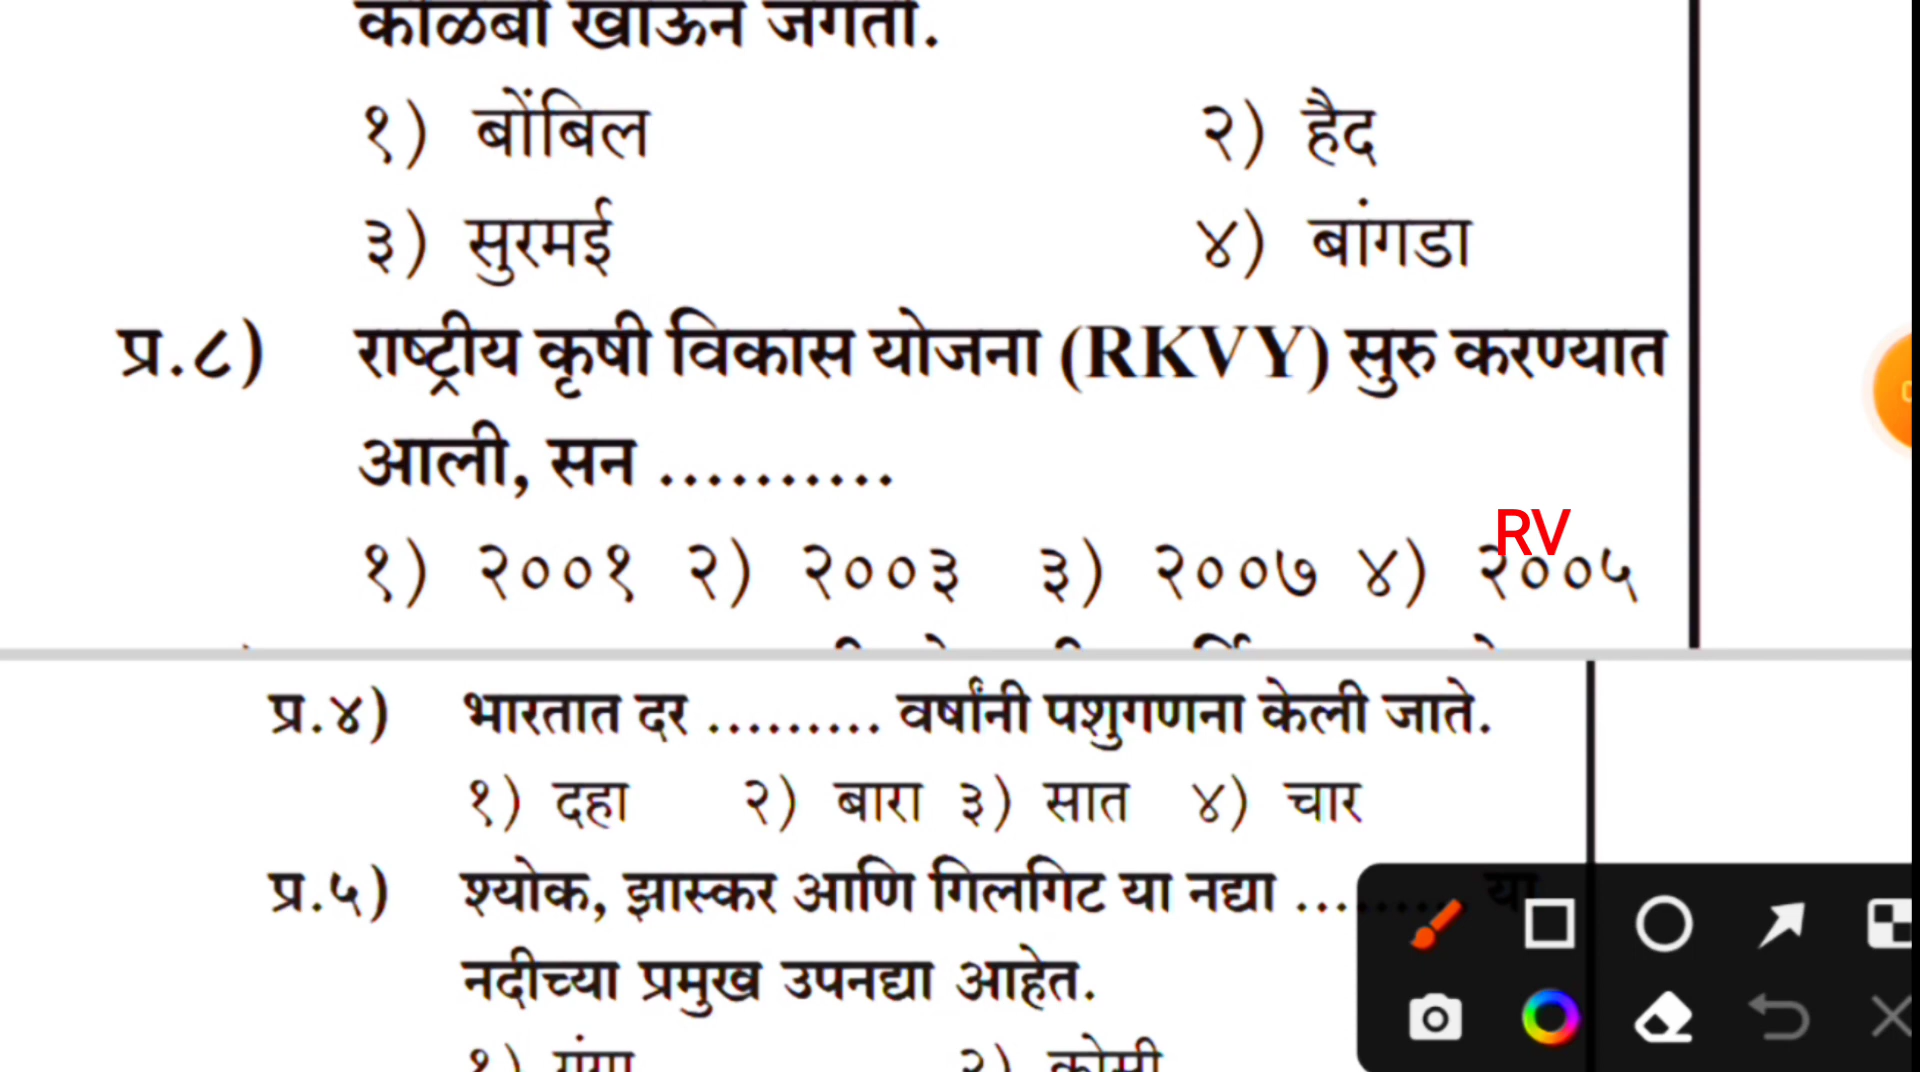 कोळंबी खाऊन जगतो.
१) बोंबिल २) हैद
३) सुरमई ४) बांगडा
प्र.८) राष्ट्रीय कृषी विकास योजना (RKVY) सुरु करण्यात
आली, सन ..........
RV
१) २००१ २) २००३ ३) २००७ ४) २००५
प्र.४) भारतात दर ......... वर्षांनी पशुगणना केली जाते.
१) दहा २) बारा ३) सात ४) चार
प्र.५) श्योक, झास्कर आणि गिलगिट या नद्या ......... या
नदीच्या प्रमुख उपनद्या आहेत.
१) गंगा २) कोसी